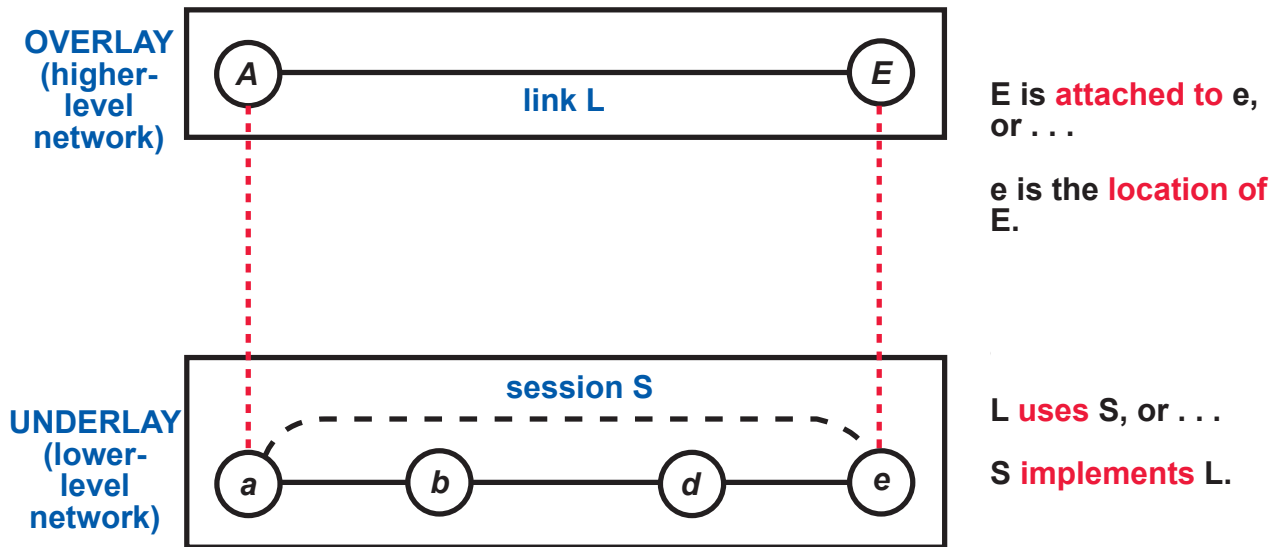 OVERLAY
(higher-
level
network)
A
E
link L
E is attached to e,
or . . .
e is the location of
E.
UNDERLAY
(lower-
level
network)
session S
a
b
d
e
L uses S, or . . .
S implements L.